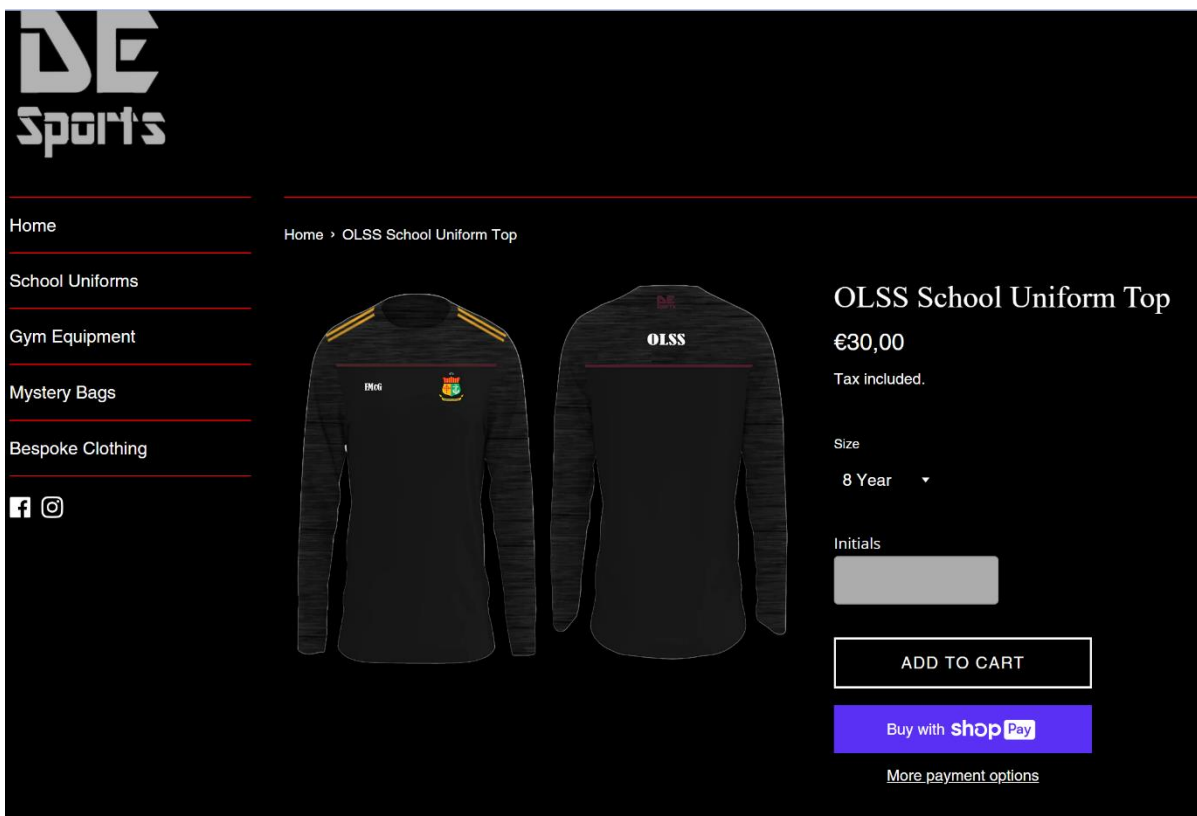 DE
Sports
Home
School Uniforms
Gym Equipment
Mystery Bags
Bespoke Clothing
Home › OLSS School Uniform Top
FMcG
DE
OLSS
OLSS School Uniform Top
€30,00
Tax included.
Size
8 Year
Initials
ADD TO CART
Buy with shop Pay
More payment options